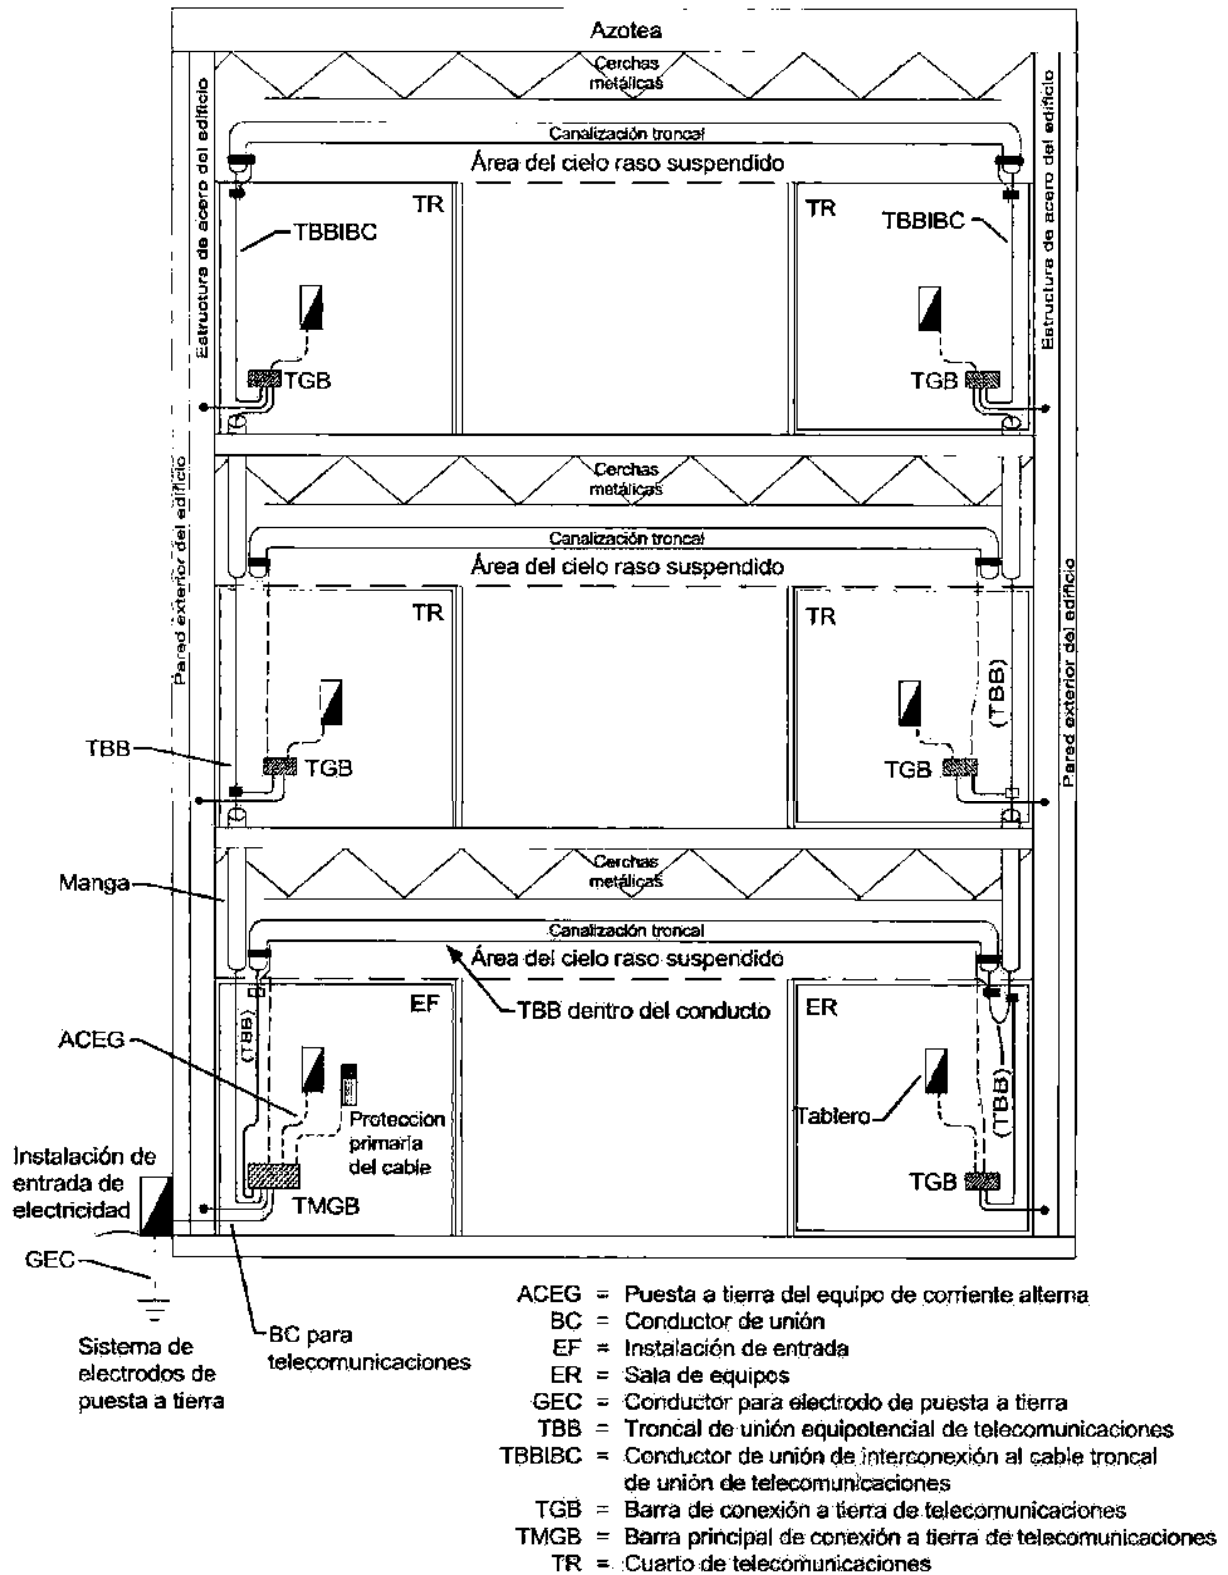 Azotea
Cerchas
metálicas
Canalización troncal
Área del cielo raso suspendido
Estructura de acero del edificio
Estructura de acero del edificio
TR
TBBIBC
TGB
TR
TBBIBC
TGB
Cerchas
metálicas
Canalización troncal
Área del cielo raso suspendido
Pared exterior del edificio
Pared exterior del edificio
TR
TBB
TGB
TR
(TBB)
TGB
Manga
Cerchas
metálicas
Canalización troncal
Área del cielo raso suspendido
TBB dentro del conducto
EF
(TBB)
ACEG
Protección
primaria
del cable
TMGB
ER
Tablero
(TBB)
TGB
Instalación de
entrada de
electricidad
GEC
Sistema de
electrodos de
puesta a tierra
BC para
telecomunicaciones
ACEG = Puesta a tierra del equipo de corriente alterna
BC = Conductor de unión
EF = Instalación de entrada
ER = Sala de equipos
GEC = Conductor para electrodo de puesta a tierra
TBB = Troncal de unión equipotencial de telecomunicaciones
TBBIBC = Conductor de unión de interconexión al cable troncal
de unión de telecomunicaciones
TGB = Barra de conexión a tierra de telecomunicaciones
TMGB = Barra principal de conexión a tierra de telecomunicaciones
TR = Cuarto de telecomunicaciones